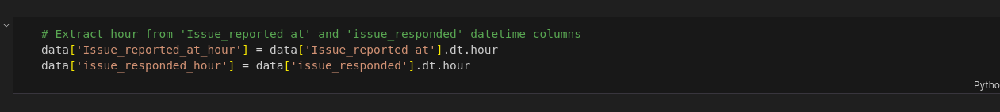 # Extract hour from 'Issue_reported at' and 'issue_responded' datetime columns
data['Issue_reported_at_hour'] = data['Issue_reported at'].dt.hour
data['issue_responded_hour'] = data['issue_responded'].dt.hour
Pytho